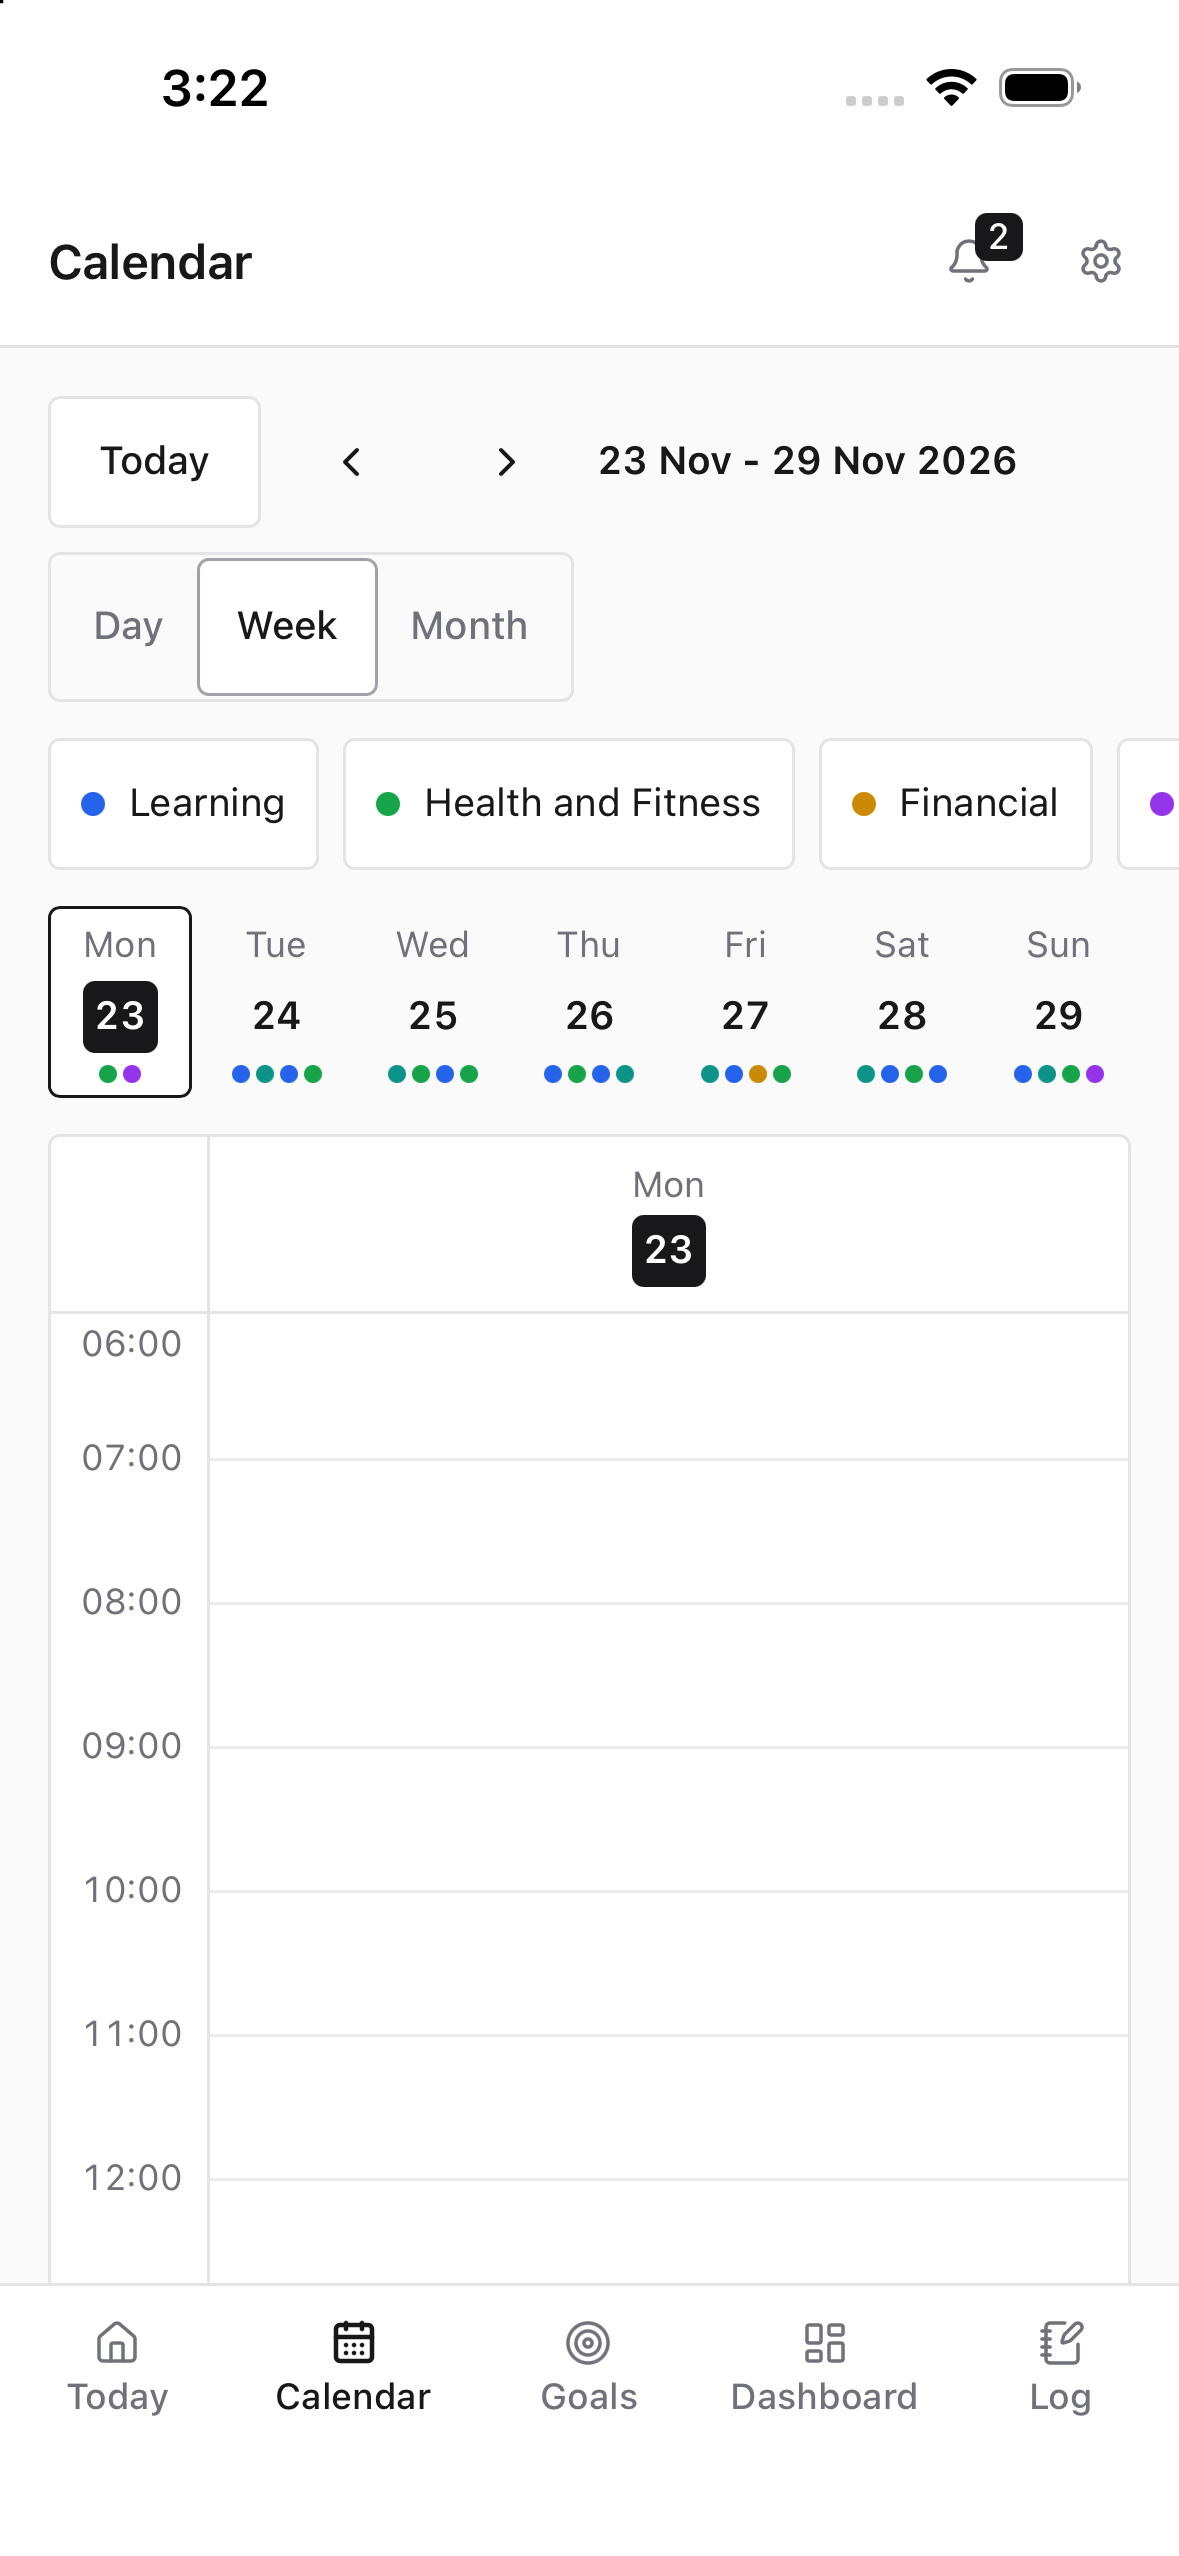 3:22
Calendar
2
Today
23 Nov - 29 Nov 2026
Day Week Month
Learning Health and Fitness Financial
Mon Tue Wed Thu Fri Sat Sun
23 24 25 26 27 28 29
Mon
23
06:00
07:00
08:00
09:00
10:00
11:00
12:00
Today Calendar Goals Dashboard Log